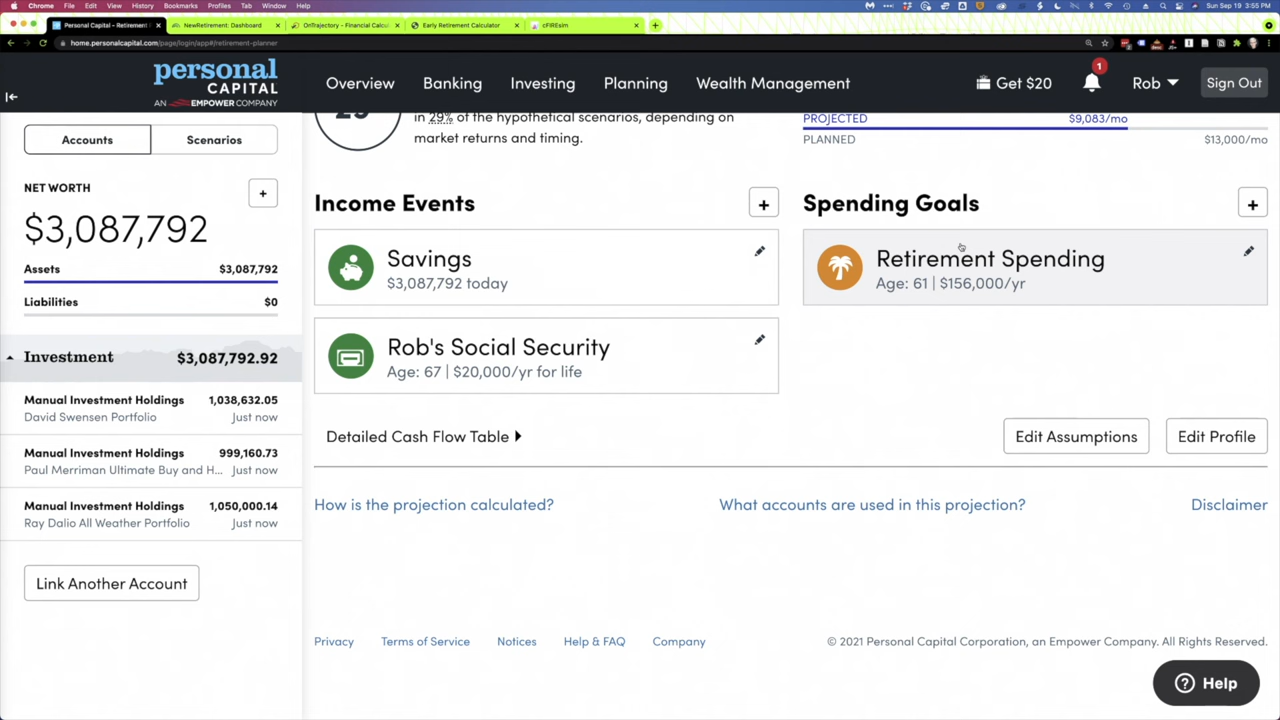 Chrome File Edit View History Bookmarks Profiles Tab Window Help
Sun Sep 19 3:55 PM
Personal Capital - Retirement
NewRetirement: Dashboard
OnTrajectory - Financial Calcu
Early Retirement Calculator
cFIREsim
home.personalcapital.com/page/login/app#/retirement-planner
personal
CAPITAL
AN EMPOWER COMPANY
Overview Banking Investing Planning Wealth Management
Get $20
1
Rob
Sign Out
Accounts Scenarios
NET WORTH
+
$3,087,792
Assets $3,087,792
Liabilities $0
Investment $3,087,792.92
Manual Investment Holdings 1,038,632.05
David Swensen Portfolio Just now
Manual Investment Holdings 999,160.73
Paul Merriman Ultimate Buy and H... Just now
Manual Investment Holdings 1,050,000.14
Ray Dalio All Weather Portfolio Just now
Link Another Account
in 29% of the hypothetical scenarios, depending on
market returns and timing.
PROJECTED $9,083/mo
PLANNED $13,000/mo
Income Events +
Savings
$3,087,792 today
Rob's Social Security
Age: 67 | $20,000/yr for life
Spending Goals +
Retirement Spending
Age: 61 | $156,000/yr
Detailed Cash Flow Table
Edit Assumptions
Edit Profile
How is the projection calculated?
What accounts are used in this projection?
Disclaimer
Privacy Terms of Service Notices Help & FAQ Company
© 2021 Personal Capital Corporation, an Empower Company. All Rights Reserved.
? Help